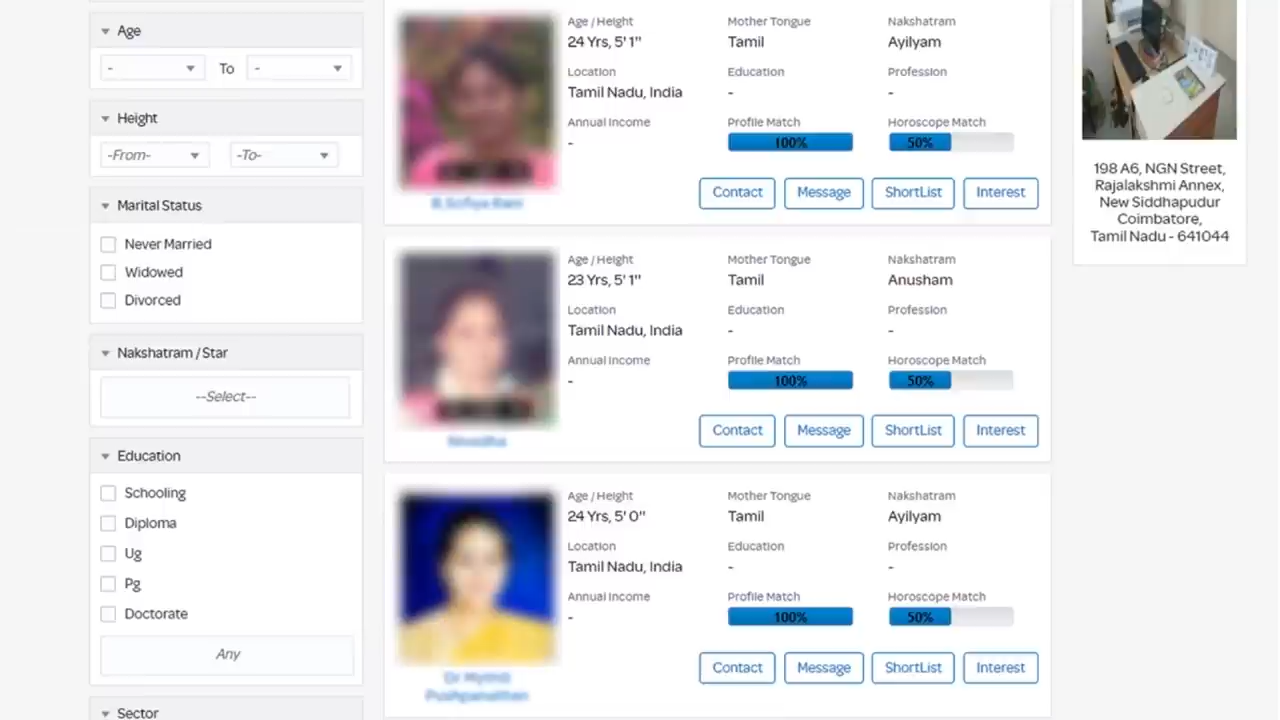 Age
-
To
-
Height
-From-
-To-
Marital Status
Never Married
Widowed
Divorced
Nakshatram / Star
--Select--
Education
Schooling
Diploma
Ug
Pg
Doctorate
Any
Sector
Age / Height
Mother Tongue
Nakshatram
24 Yrs, 5' 1"
Tamil
Ayilyam
Location
Education
Profession
Tamil Nadu, India
-
-
Annual Income
Profile Match
Horoscope Match
-
100%
50%
Contact
Message
ShortList
Interest
Age / Height
Mother Tongue
Nakshatram
23 Yrs, 5' 1"
Tamil
Anusham
Location
Education
Profession
Tamil Nadu, India
-
-
Annual Income
Profile Match
Horoscope Match
-
100%
50%
Contact
Message
ShortList
Interest
Age / Height
Mother Tongue
Nakshatram
24 Yrs, 5' 0"
Tamil
Ayilyam
Location
Education
Profession
Tamil Nadu, India
-
-
Annual Income
Profile Match
Horoscope Match
-
100%
50%
Contact
Message
ShortList
Interest
198 A6, NGN Street,
Rajalakshmi Annex,
New Siddhapudur
Coimbatore,
Tamil Nadu - 641044